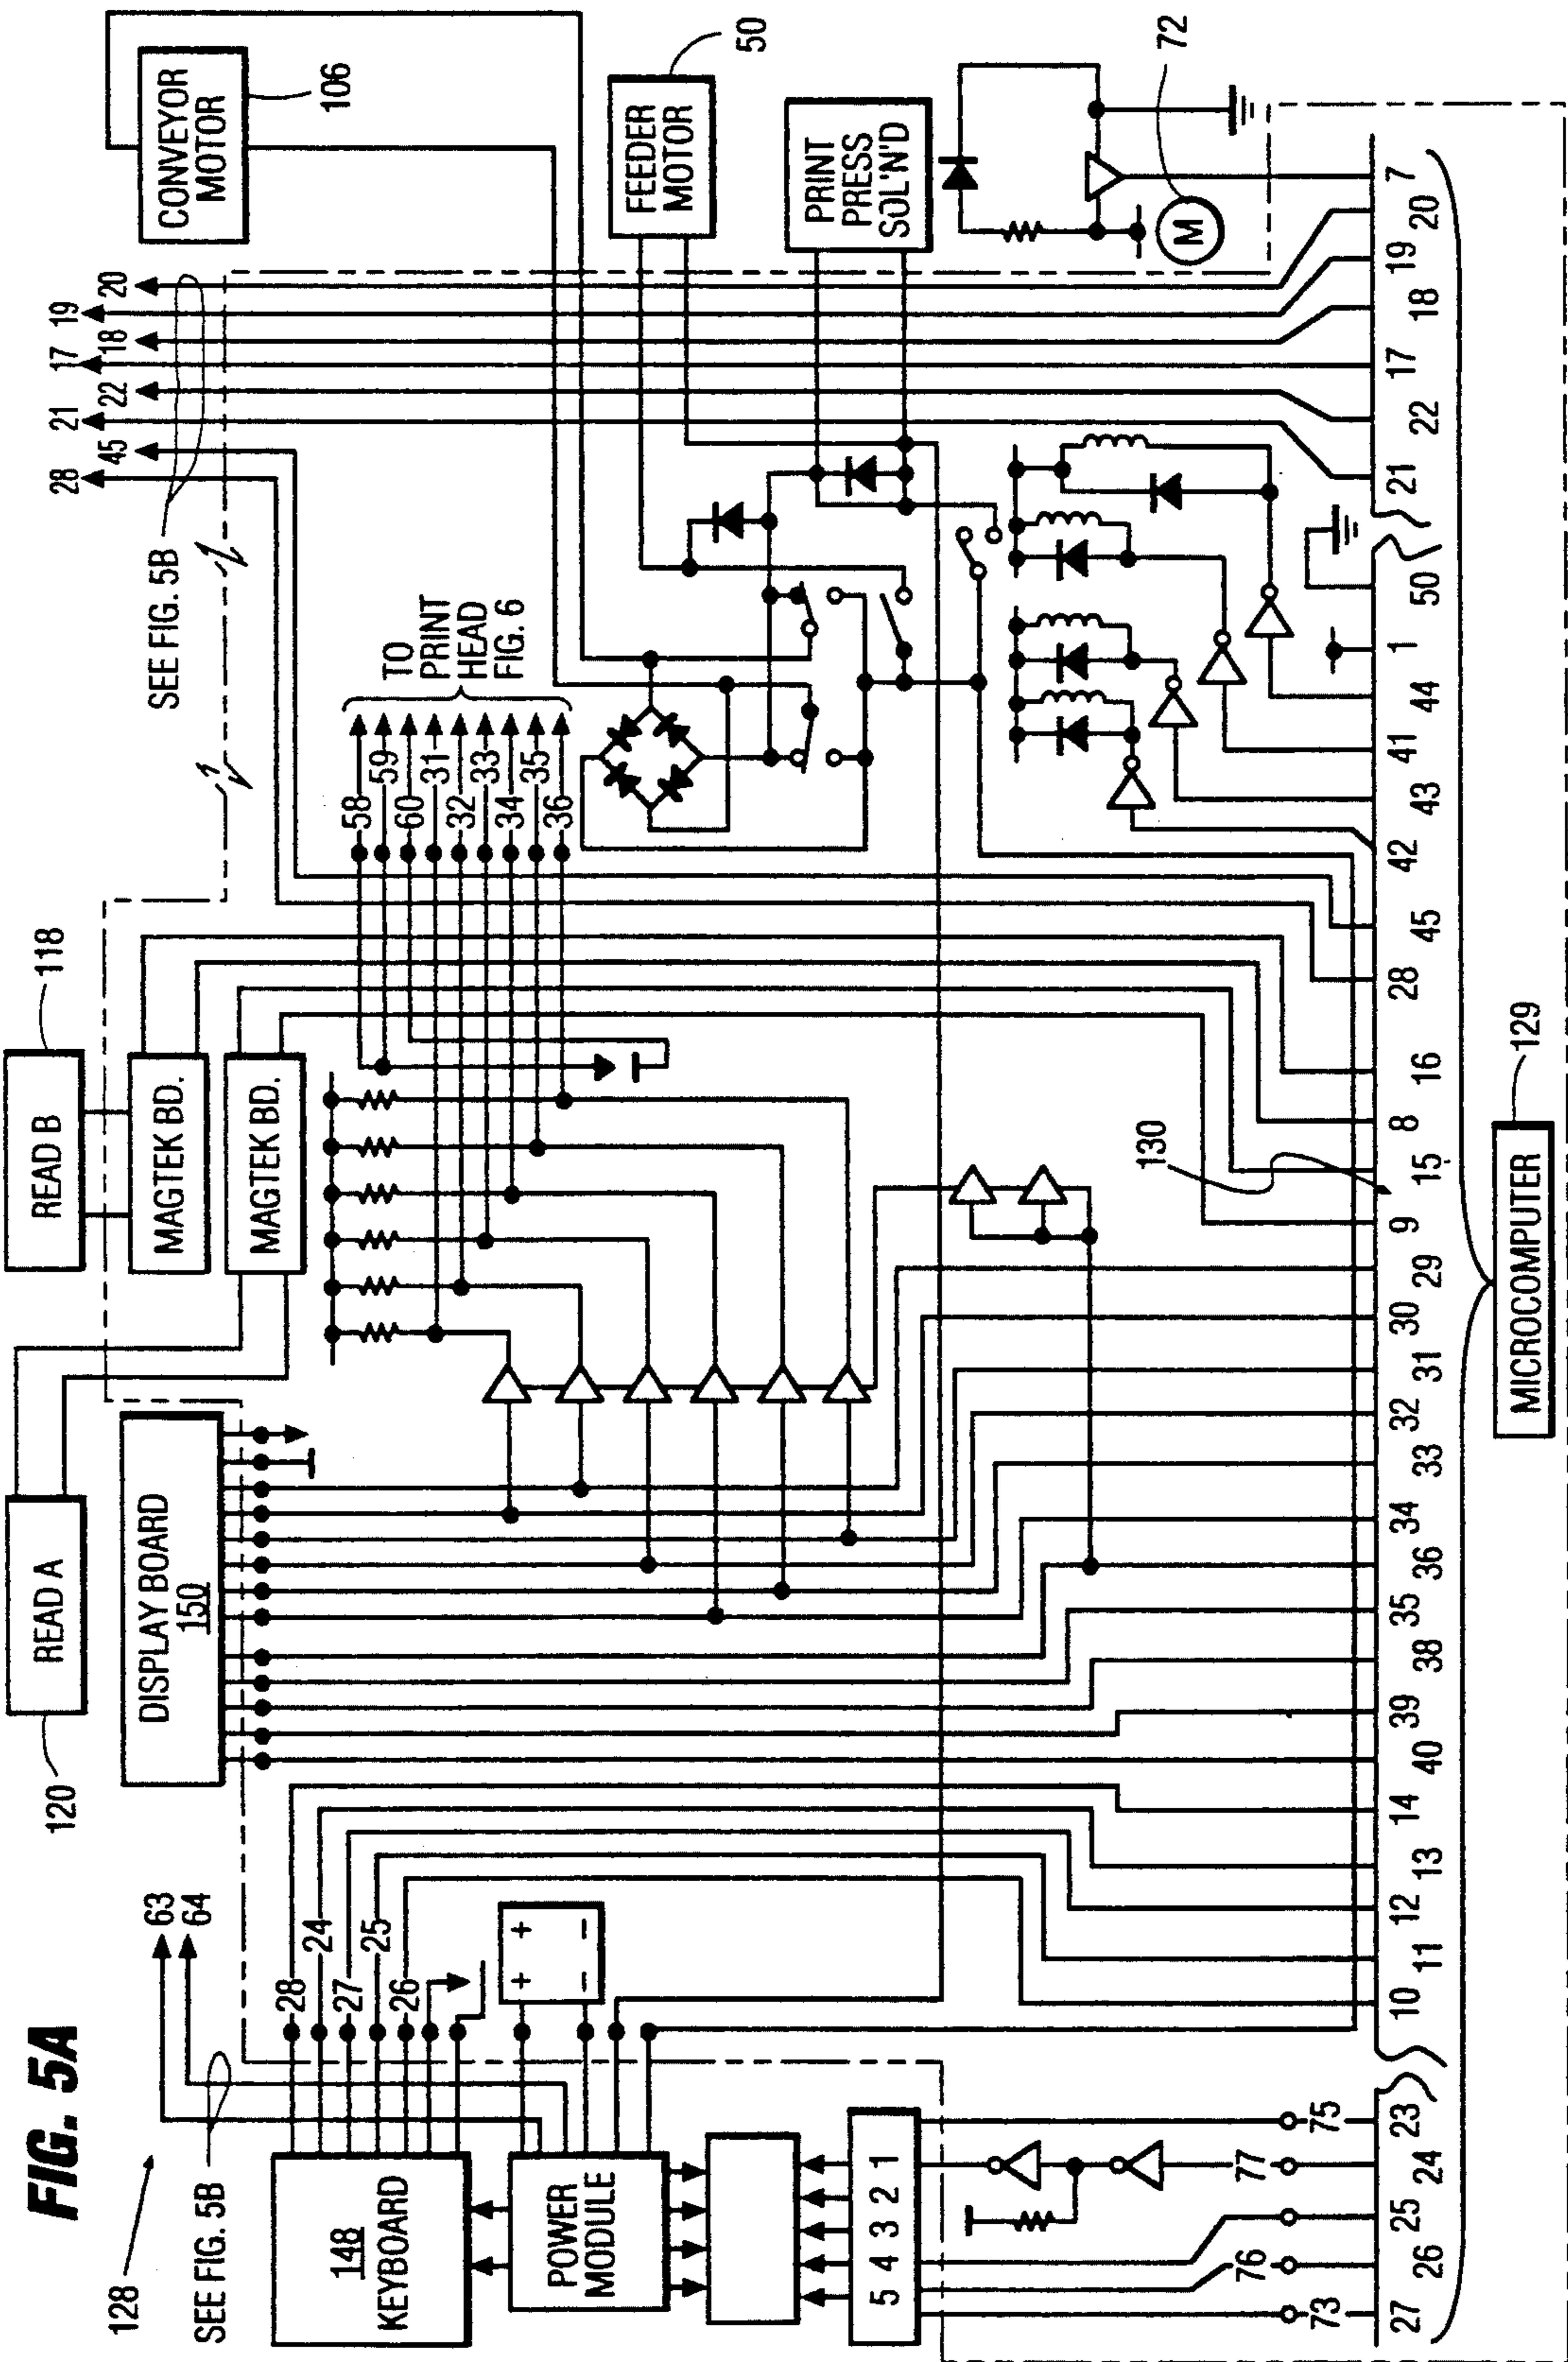 FIG. 5A
128
SEE FIG. 5B
63
64
120
READ A
READ B
118
MAGTEK BD.
MAGTEK BD.
DISPLAY BOARD
150
148
KEYBOARD
28
24
27
25
26
POWER
MODULE
+ +
- -
5 4 3 2 1
SEE FIG. 5B
28
45
21
22
17
18
19
20
CONVEYOR
MOTOR
106
FEEDER
MOTOR
50
PRINT
PRESS
SOL'N'D
M
72
58
59
60
31
32
33
34
35
36
TO
PRINT
HEAD
FIG. 6
130
73
76
77
75
27 26 25 24 23
10 11 12 13 14 40 39 38 35 36 34 33 32 31 30 29 9 15 8 16 28 45 42 43 41 44 1 50
21 22 17 18 19 20 7
MICROCOMPUTER
129